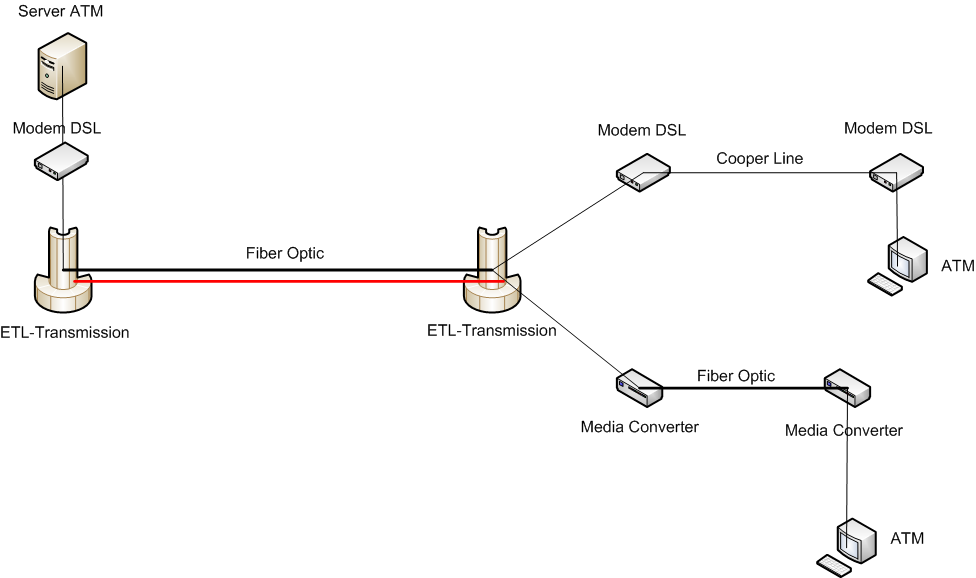 Server ATM
Modem DSL
Modem DSL
Modem DSL
Cooper Line
Fiber Optic
ATM
ETL-Transmission
ETL-Transmission
Fiber Optic
Media Converter
Media Converter
ATM